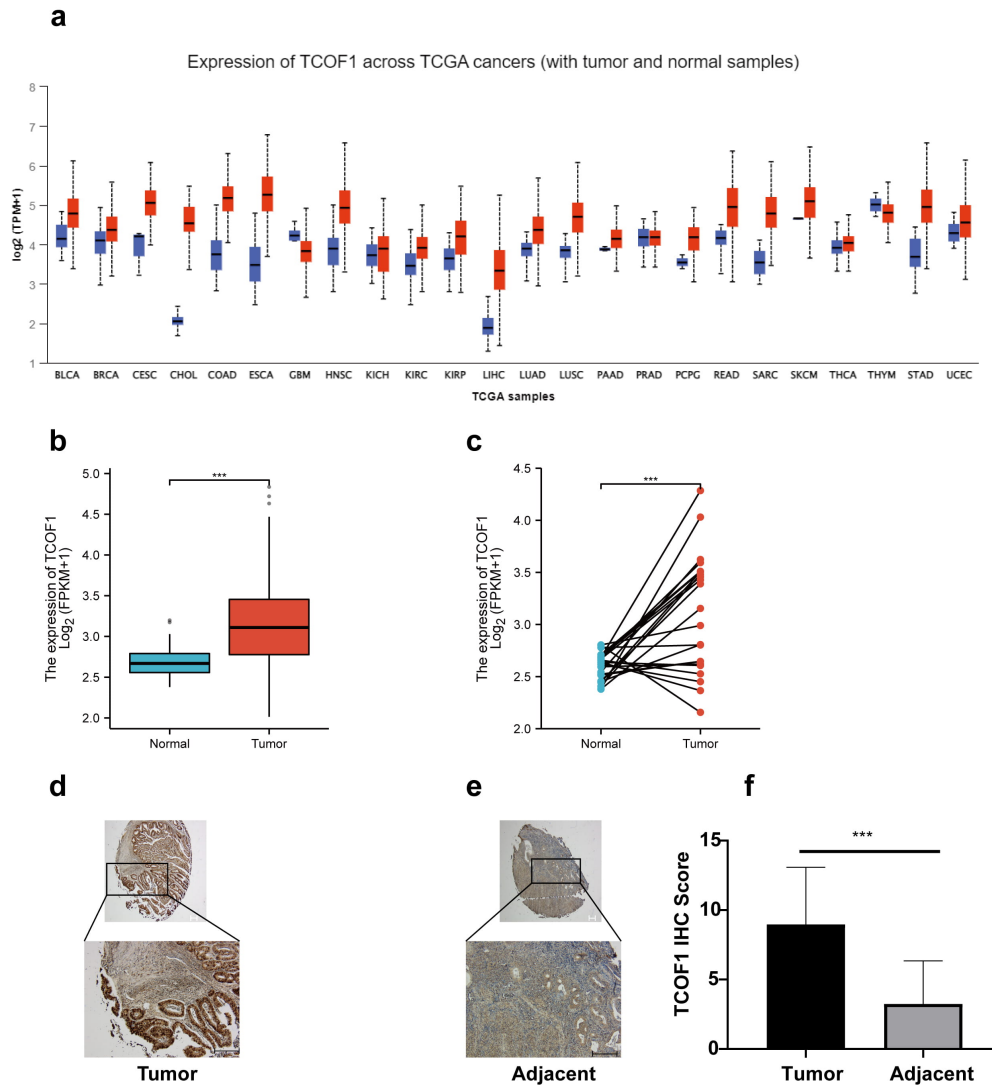 a
Expression of TCOF1 across TCGA cancers (with tumor and normal samples)
log2 (TPM+1)
8
7
6
5
4
3
2
1
BLCA BRCA CESC CHOL COAD ESCA GBM HNSC KICH KIRC KIRP LIHC LUAD LUSC PAAD PRAD PCPG READ SARC SKCM THCA THYM STAD UCEC
TCGA samples
b
The expression of TCOF1
Log2 (FPKM+1)
5.0
4.5
4.0
3.5
3.0
2.5
2.0
***
Normal Tumor
c
The expression of TCOF1
Log2 (FPKM+1)
4.5
4.0
3.5
3.0
2.5
2.0
***
Normal Tumor
d
Tumor
e
Adjacent
f
TCOF1 IHC Score
15
10
5
0
***
Tumor Adjacent